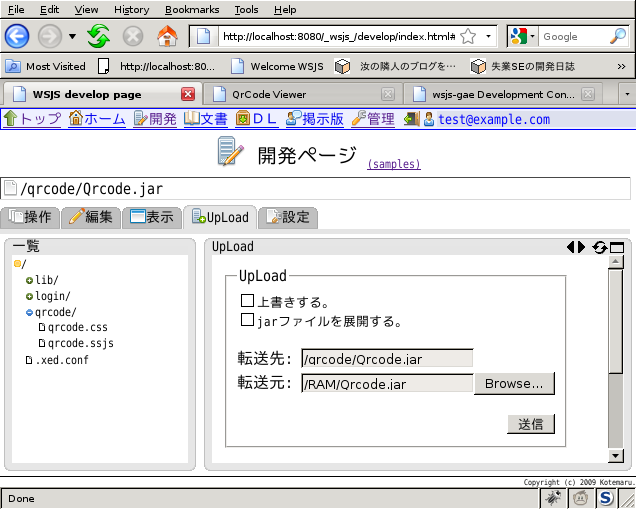 File Edit View History Bookmarks Tools Help
http://localhost:8080/_wsjs_/develop/index.html# Google
Most Visited http://localhost:80... Welcome WSJS 汝の隣人のブログを… 失業SEの開発日誌 »
WSJS develop page QrCode Viewer wsjs-gae Development Con...
トップ ホーム 開発 文書 ＤＬ 掲示版 管理 test@example.com
開発ページ (samples)
/qrcode/Qrcode.jar
操作 編集 表示 UpLoad 設定
一覧 UpLoad
/
lib/
login/
qrcode/
qrcode.css
qrcode.ssjs
.xed.conf
UpLoad
上書きする。
jarファイルを展開する。
転送先: /qrcode/Qrcode.jar
転送元: /RAM/Qrcode.jar Browse...
送信
Copyright (c) 2009 Kotemaru.
Done S